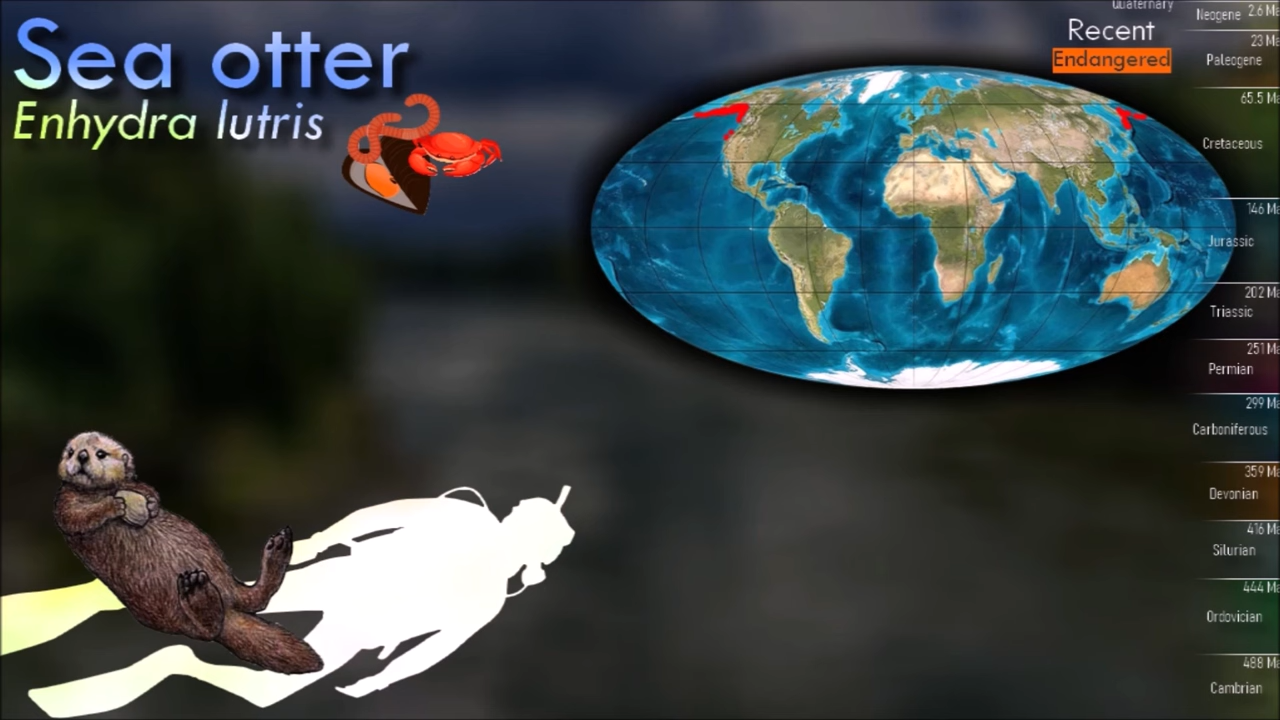 Sea otter
Enhydra lutris
Recent
Endangered
Quaternary
Neogene
2.6 Ma
23 Ma
Paleogene
65.5 Ma
Cretaceous
146 Ma
Jurassic
202 Ma
Triassic
251 Ma
Permian
299 Ma
Carboniferous
359 Ma
Devonian
416 Ma
Silurian
444 Ma
Ordovician
488 Ma
Cambrian